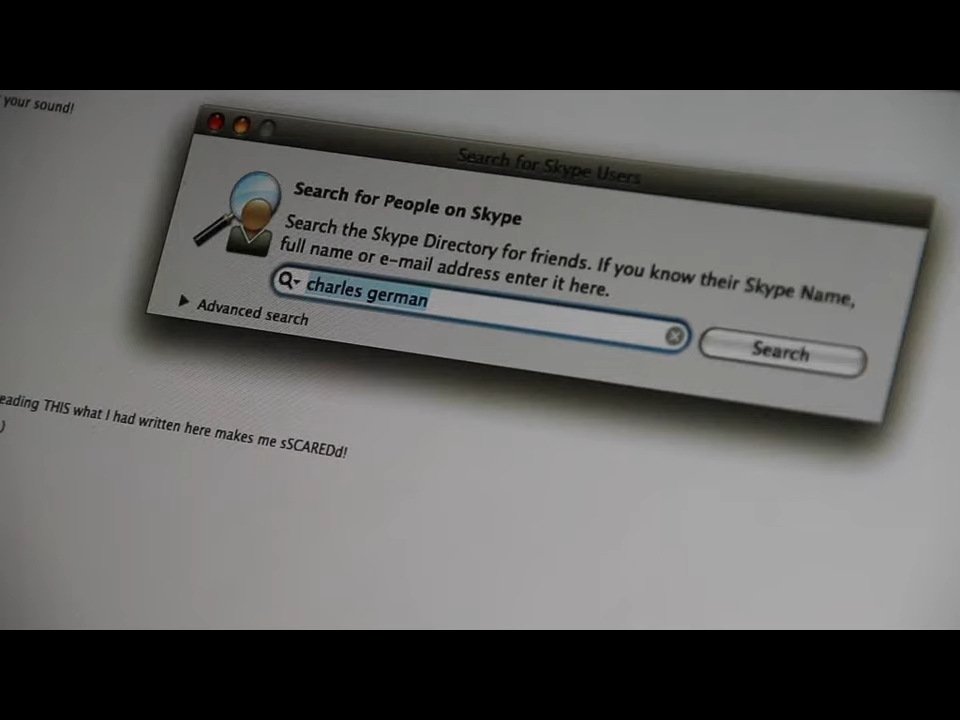 your sound!
Search for Skype Users
Search for People on Skype
Search the Skype Directory for friends. If you know their Skype Name,
full name or e-mail address enter it here.
charles german
Search
Advanced search
eading THIS what I had written here makes me sSCAREDd!
)